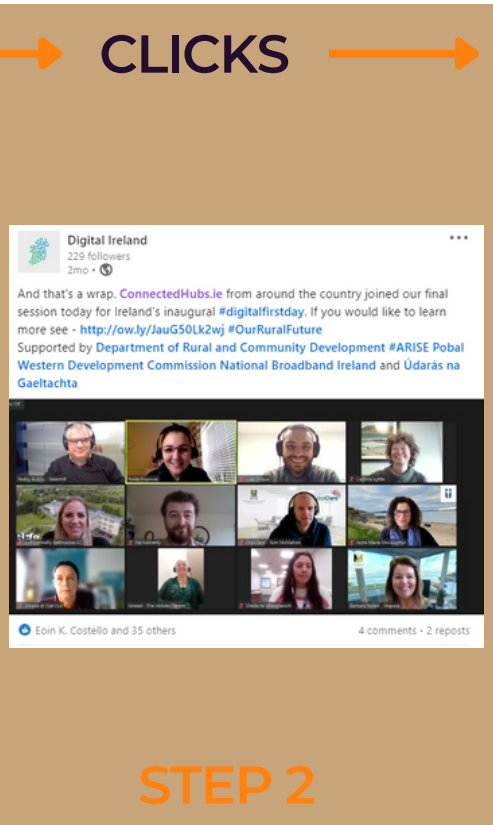 CLICKS
Digital Ireland
229 followers
2mo •
And that's a wrap. ConnectedHubs.ie from around the country joined our final
session today for Ireland's inaugural #digitalfirstday. If you would like to learn
more see - http://ow.ly/JauG50Lk2wj #OurRuralFuture
Supported by Department of Rural and Community Development #ARISE Pobal
Western Development Commission National Broadband Ireland and Údarás na
Gaeltachta
Eoin K. Costello and 35 others
4 comments • 2 reposts
STEP 2